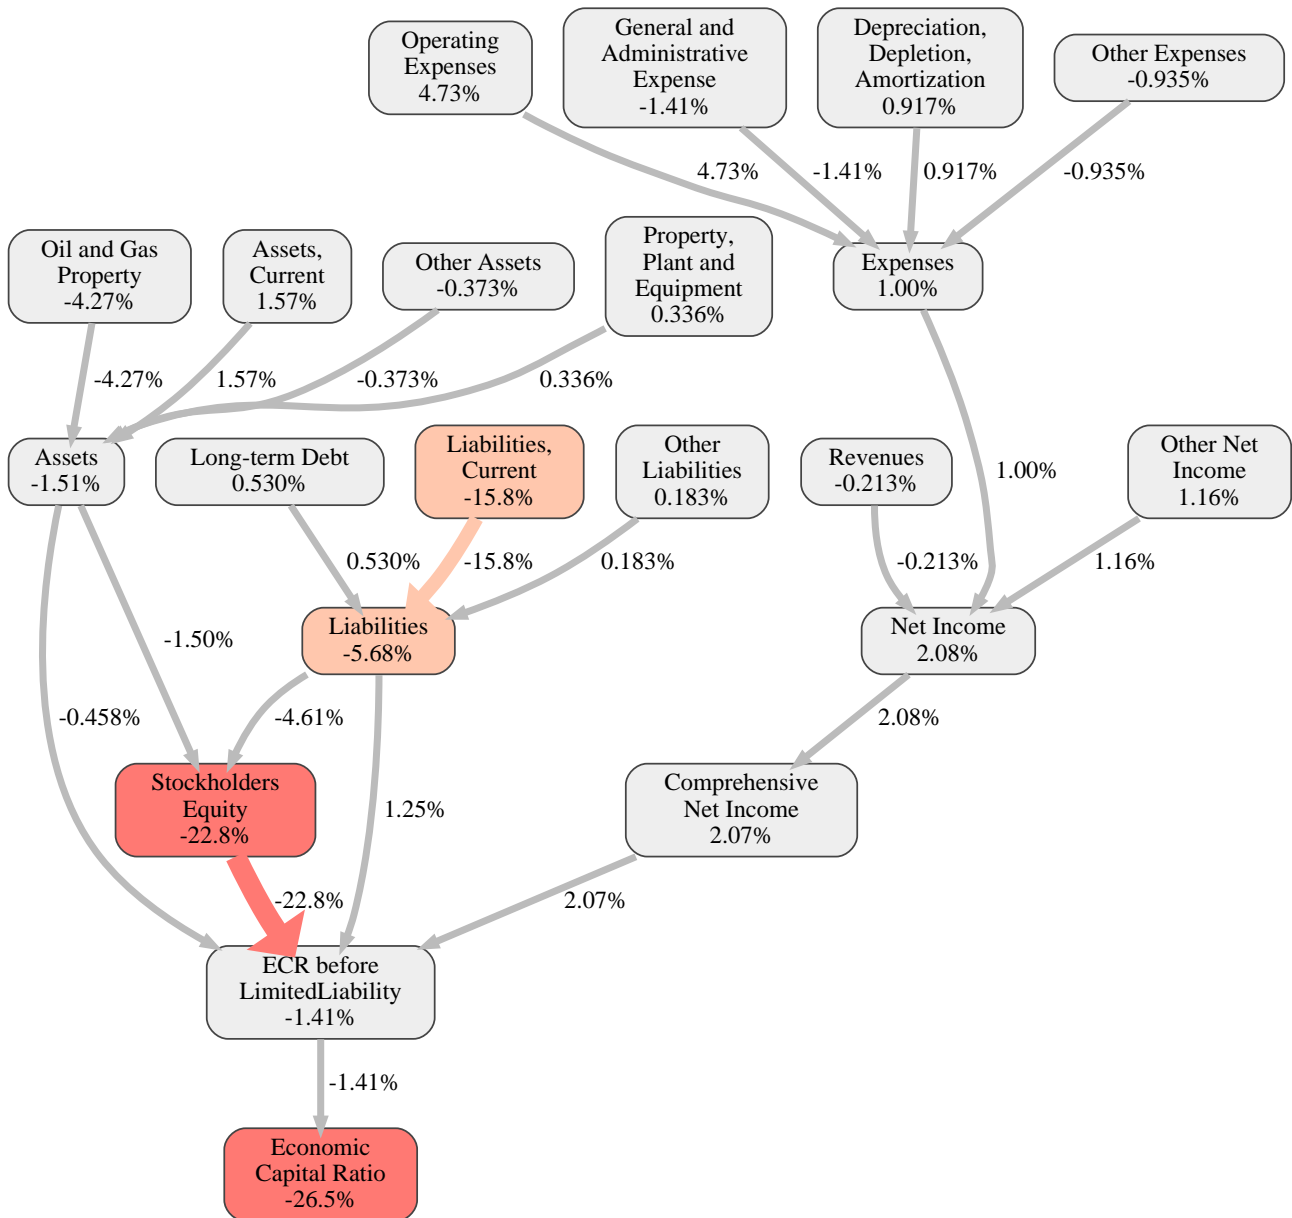 Operating
Expenses
4.73%
General and
Administrative
Expense
-1.41%
Depreciation,
Depletion,
Amortization
0.917%
Other Expenses
-0.935%
4.73%
-1.41%
0.917%
-0.935%
Oil and Gas
Property
-4.27%
Assets,
Current
1.57%
Other Assets
-0.373%
Property,
Plant and
Equipment
0.336%
Expenses
1.00%
-4.27%
1.57%
-0.373%
0.336%
Assets
-1.51%
Long-term Debt
0.530%
Liabilities,
Current
-15.8%
Other
Liabilities
0.183%
Revenues
-0.213%
1.00%
Other Net
Income
1.16%
0.530%
-15.8%
0.183%
-0.213%
1.16%
-1.50%
Liabilities
-5.68%
Net Income
2.08%
-0.458%
-4.61%
2.08%
Stockholders
Equity
-22.8%
1.25%
Comprehensive
Net Income
2.07%
-22.8%
2.07%
ECR before
LimitedLiability
-1.41%
-1.41%
Economic
Capital Ratio
-26.5%